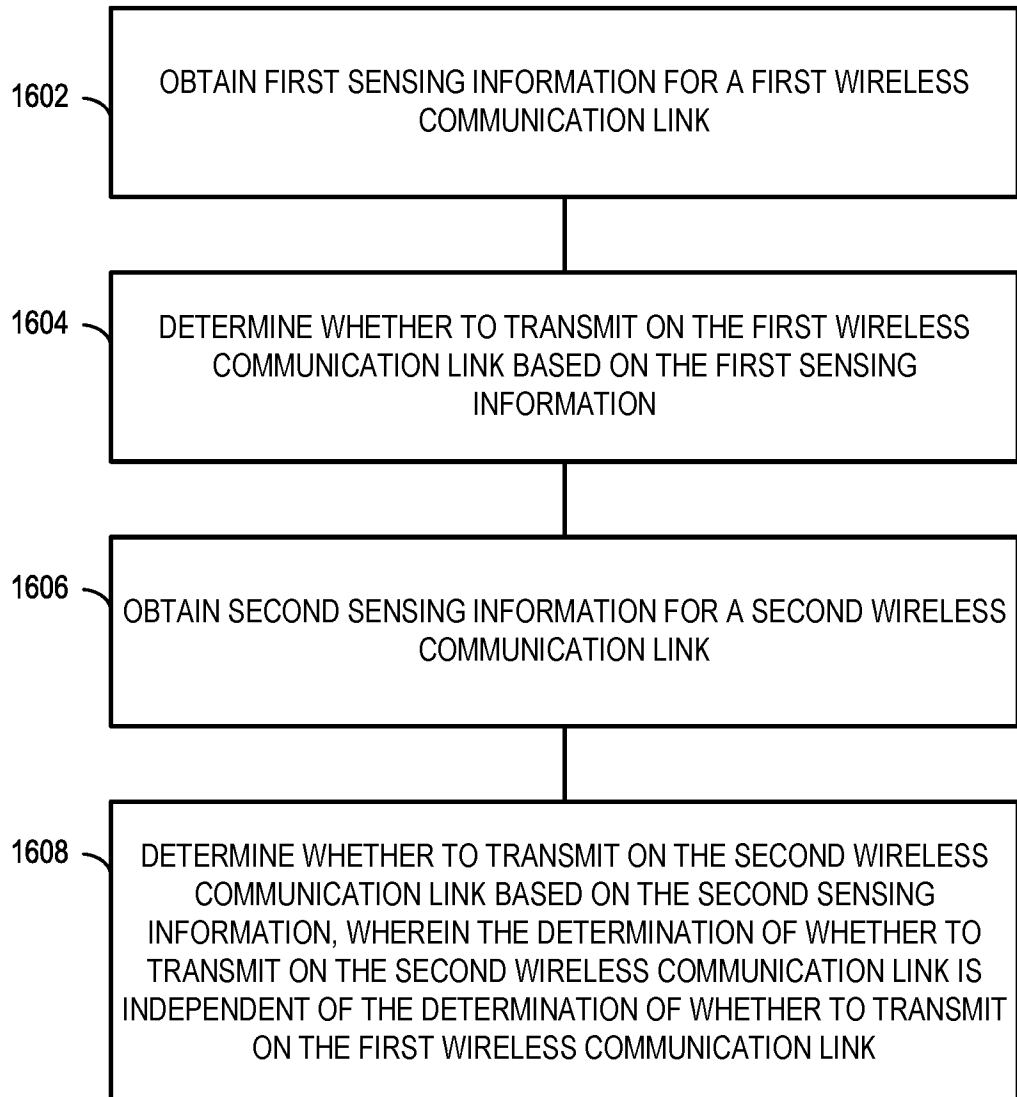 1602
OBTAIN FIRST SENSING INFORMATION FOR A FIRST WIRELESS
COMMUNICATION LINK
1604
DETERMINE WHETHER TO TRANSMIT ON THE FIRST WIRELESS
COMMUNICATION LINK BASED ON THE FIRST SENSING
INFORMATION
1606
OBTAIN SECOND SENSING INFORMATION FOR A SECOND WIRELESS
COMMUNICATION LINK
1608
DETERMINE WHETHER TO TRANSMIT ON THE SECOND WIRELESS
COMMUNICATION LINK BASED ON THE SECOND SENSING
INFORMATION, WHEREIN THE DETERMINATION OF WHETHER TO
TRANSMIT ON THE SECOND WIRELESS COMMUNICATION LINK IS
INDEPENDENT OF THE DETERMINATION OF WHETHER TO TRANSMIT
ON THE FIRST WIRELESS COMMUNICATION LINK